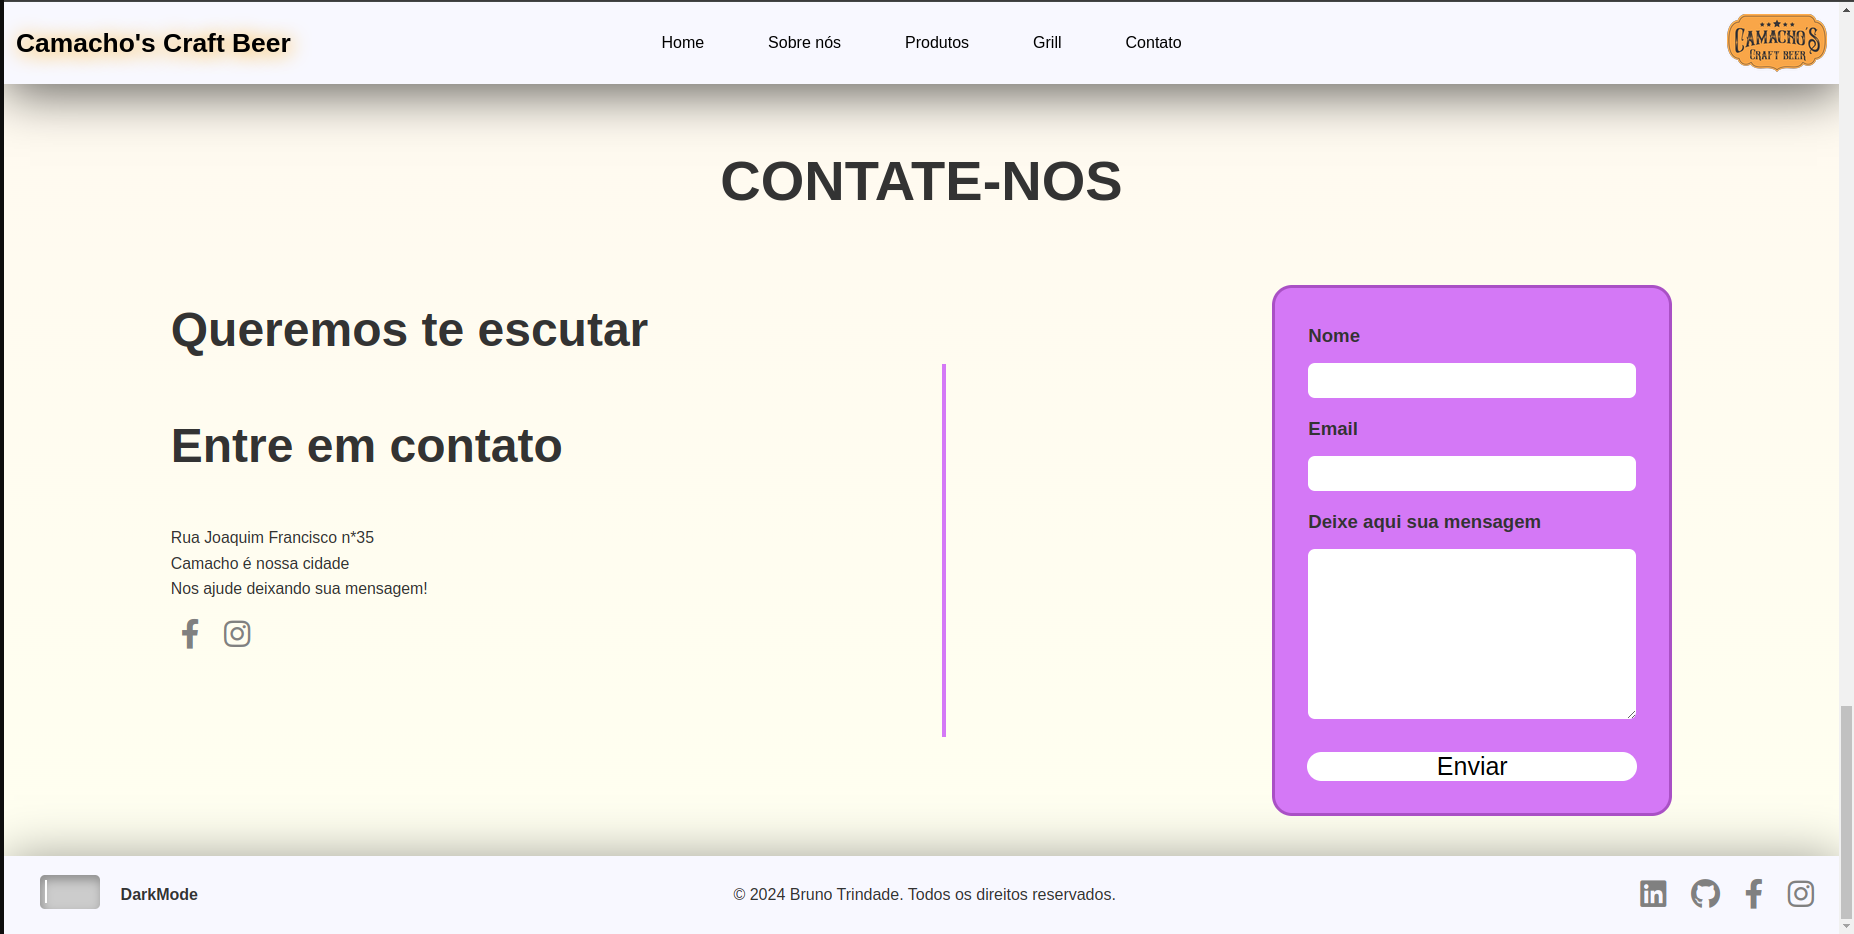 Camacho's Craft Beer
Home
Sobre nós
Produtos
Grill
Contato
CAMACHO'S
CRAFT BEER
CONTATE-NOS
Queremos te escutar
Entre em contato
Rua Joaquim Francisco n*35
Camacho é nossa cidade
Nos ajude deixando sua mensagem!
Nome
Email
Deixe aqui sua mensagem
Enviar
DarkMode
© 2024 Bruno Trindade. Todos os direitos reservados.